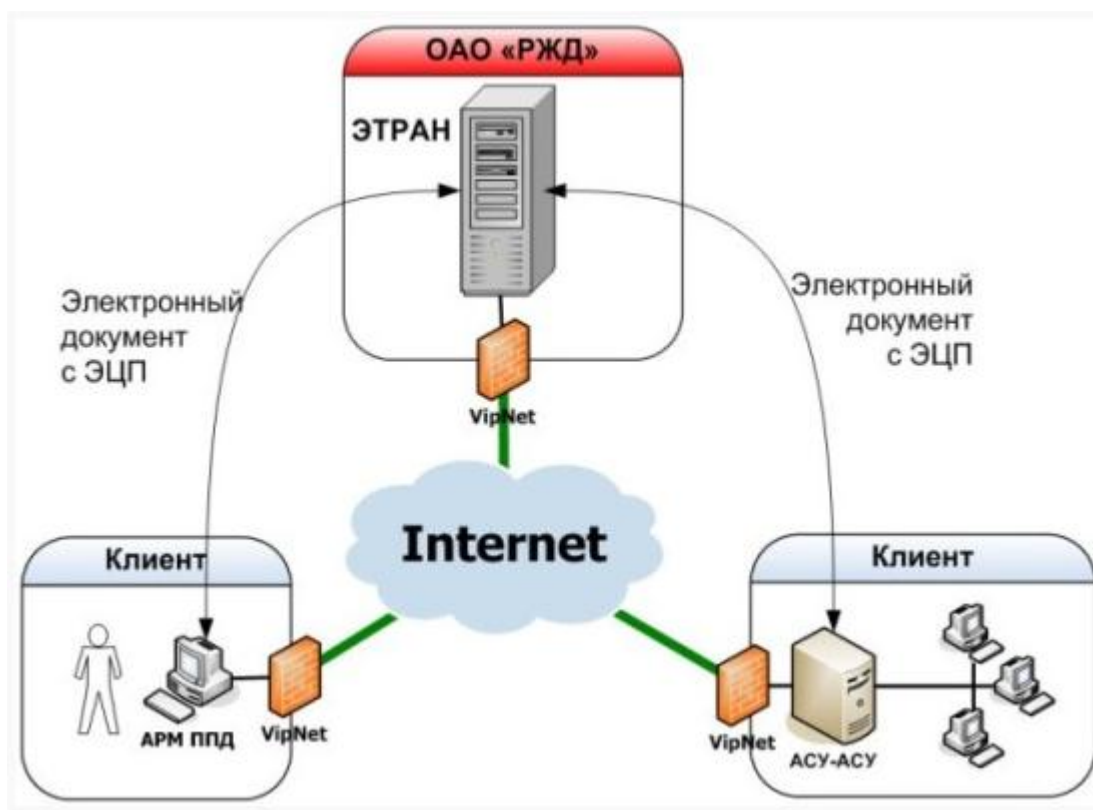 ОАО «РЖД»
ЭТРАН
Электронный
документ
с ЭЦП
Электронный
документ
с ЭЦП
VipNet
Internet
Клиент
АРМ ППД
VipNet
Клиент
VipNet
АСУ-АСУ